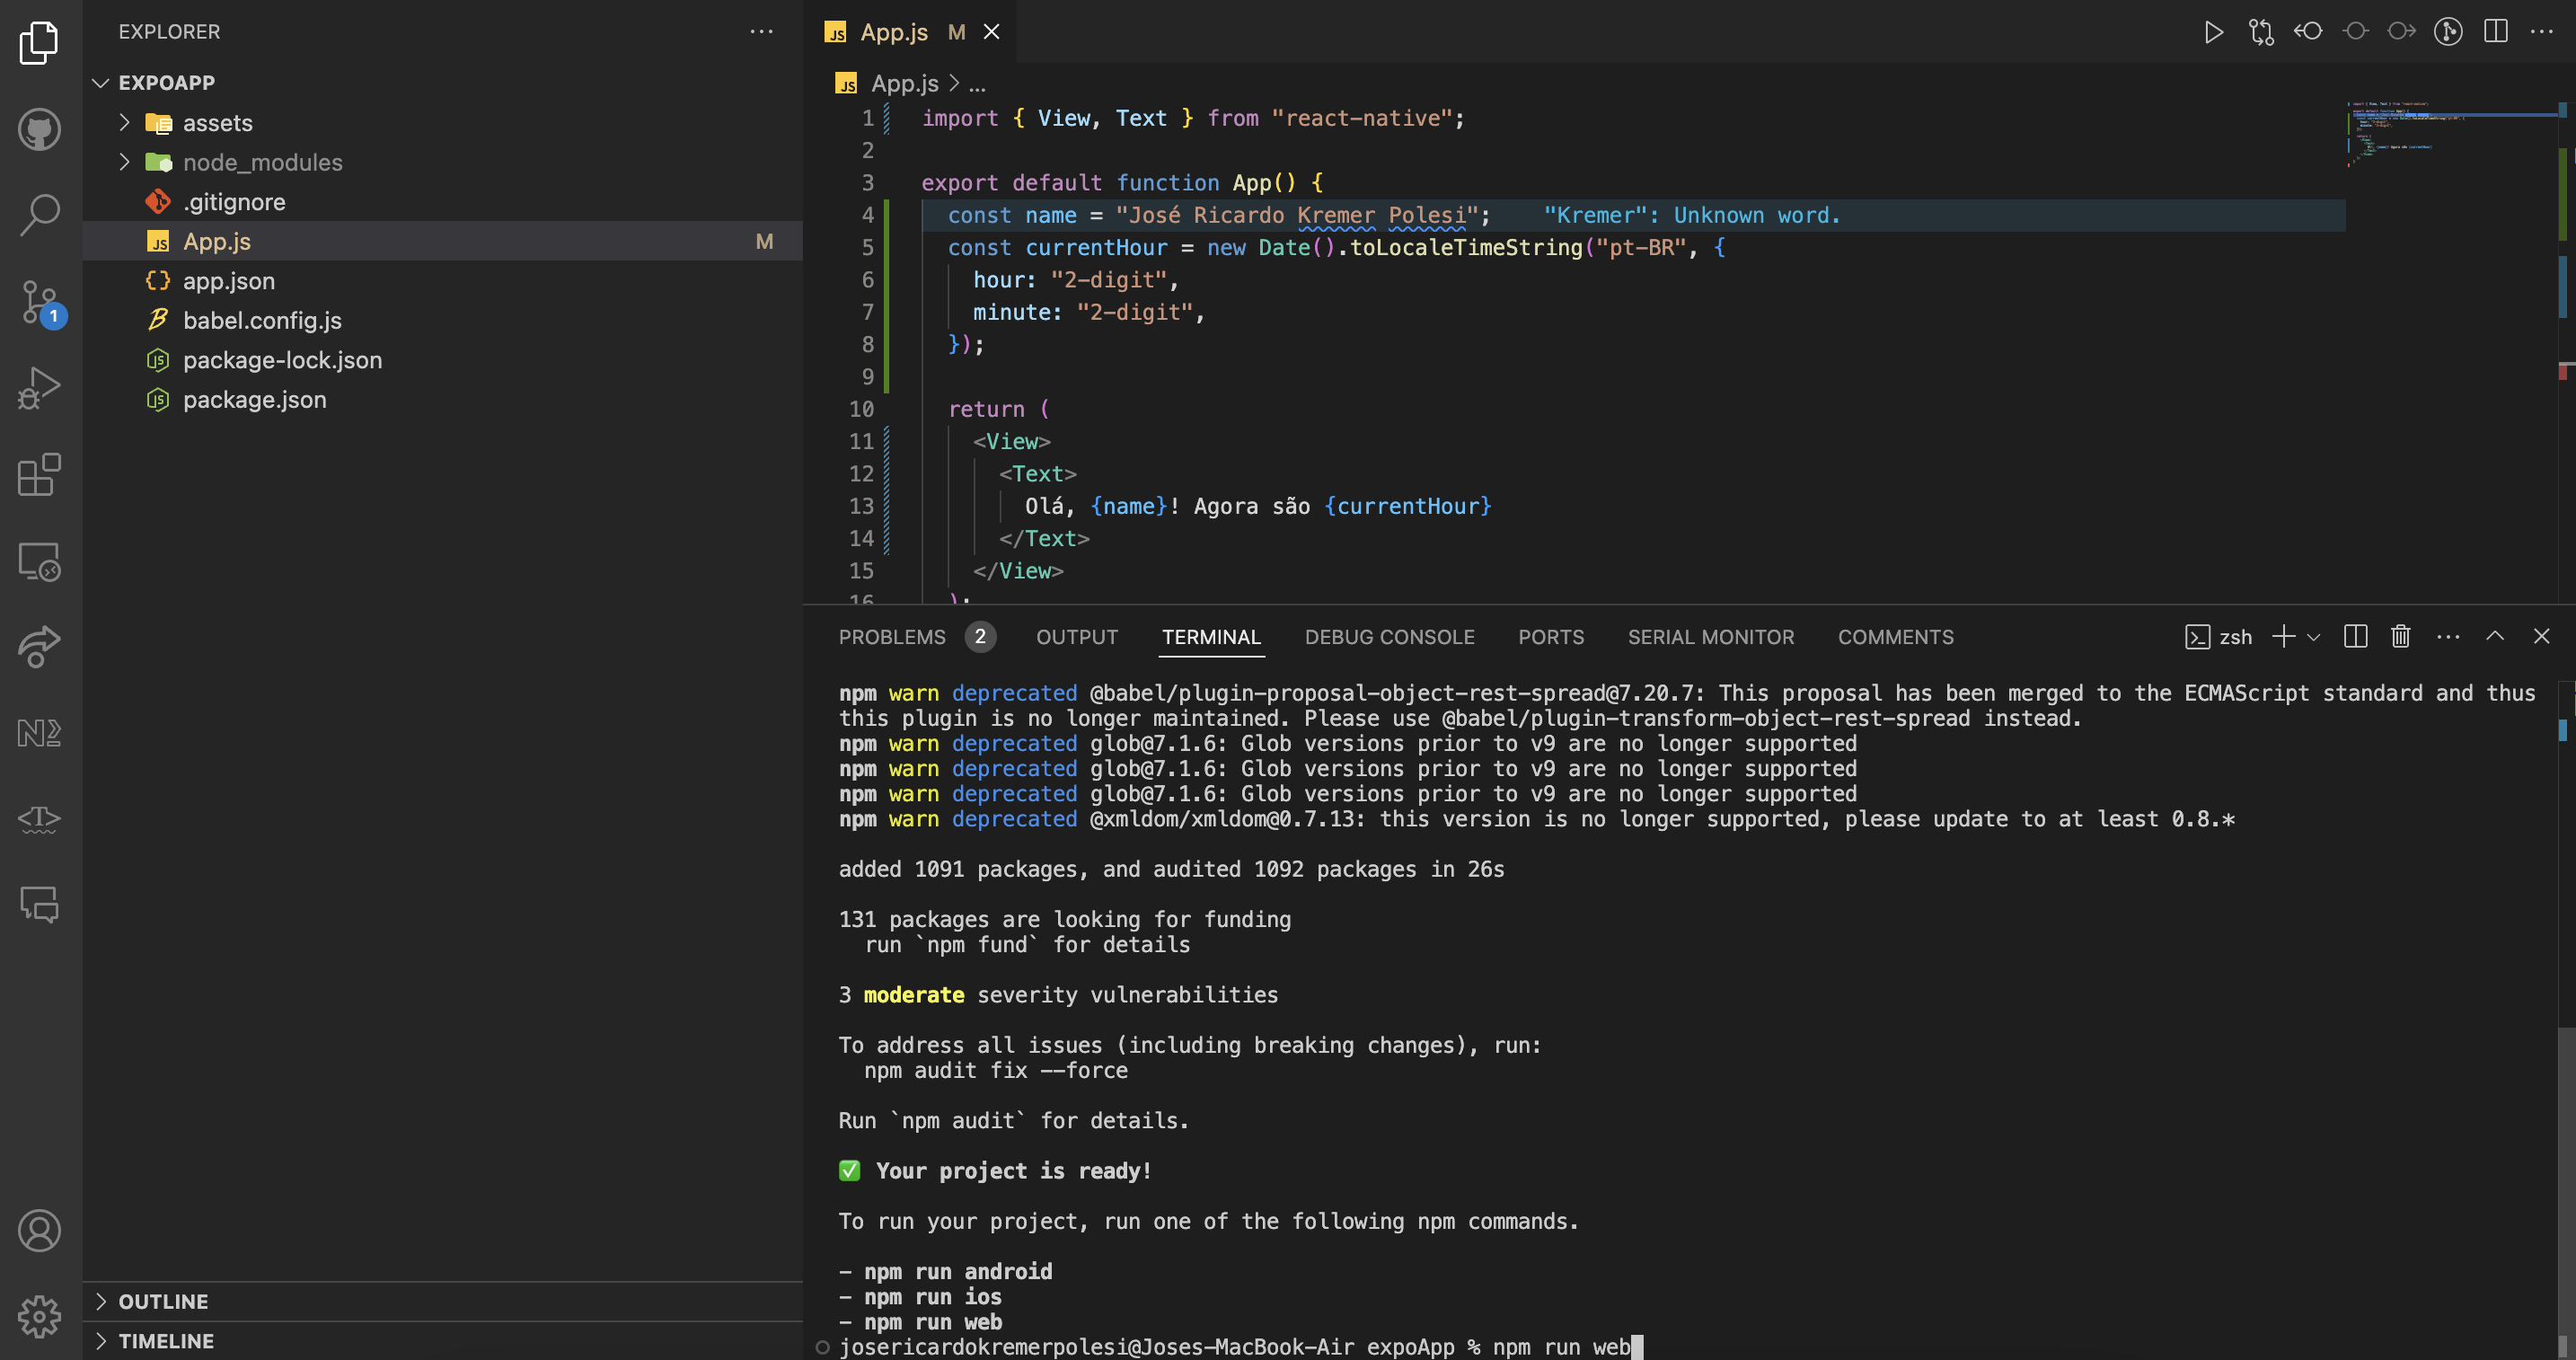 EXPLORER
EXPOAPP
assets
node_modules
.gitignore
App.js M
app.json
babel.config.js
package-lock.json
package.json
1
OUTLINE
TIMELINE
App.js M
App.js > ...
1 import { View, Text } from "react-native";
2
3 export default function App() {
4 const name = "José Ricardo Kremer Polesi"; "Kremer": Unknown word.
5 const currentHour = new Date().toLocaleTimeString("pt-BR", {
6 hour: "2-digit",
7 minute: "2-digit",
8 });
9
10 return (
11 <View>
12 <Text>
13 Olá, {name}! Agora são {currentHour}
14 </Text>
15 </View>
16 );
PROBLEMS 2 OUTPUT TERMINAL DEBUG CONSOLE PORTS SERIAL MONITOR COMMENTS zsh
npm warn deprecated @babel/plugin-proposal-object-rest-spread@7.20.7: This proposal has been merged to the ECMAScript standard and thus
this plugin is no longer maintained. Please use @babel/plugin-transform-object-rest-spread instead.
npm warn deprecated glob@7.1.6: Glob versions prior to v9 are no longer supported
npm warn deprecated glob@7.1.6: Glob versions prior to v9 are no longer supported
npm warn deprecated glob@7.1.6: Glob versions prior to v9 are no longer supported
npm warn deprecated @xmldom/xmldom@0.7.13: this version is no longer supported, please update to at least 0.8.*
added 1091 packages, and audited 1092 packages in 26s
131 packages are looking for funding
run `npm fund` for details
3 moderate severity vulnerabilities
To address all issues (including breaking changes), run:
npm audit fix --force
Run `npm audit` for details.
✅ Your project is ready!
To run your project, run one of the following npm commands.
- npm run android
- npm run ios
- npm run web
josericardokremerpolesi@Joses-MacBook-Air expoApp % npm run web